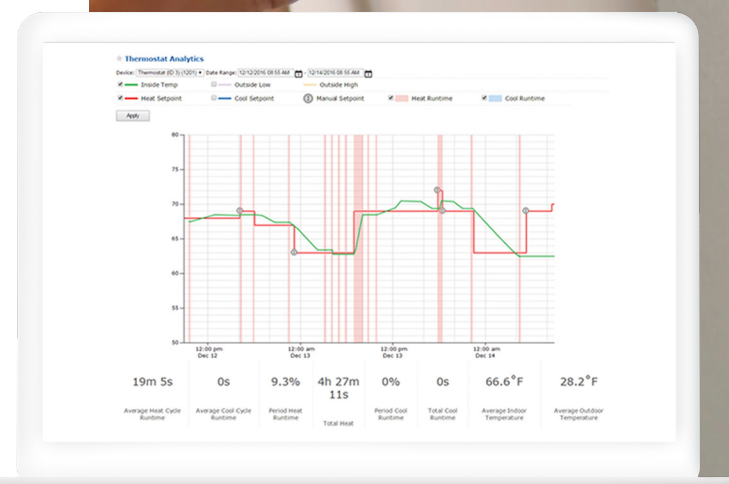 Thermostat Analytics
Device: Thermostat (ID 3) (1201) Date Range: 12/12/2016 08:55 AM - 12/14/2016 08:55 AM
Inside Temp Outside Low Outside High
Heat Setpoint Cool Setpoint Manual Setpoint Heat Runtime Cool Runtime
Apply
80
75
70
65
60
55
50
12:00 pm 12:00 am 12:00 pm 12:00 am
Dec 12 Dec 13 Dec 13 Dec 14
19m 5s 0s 9.3% 4h 27m 0% 0s 66.6°F 28.2°F
11s
Average Heat Cycle Average Cool Cycle Period Heat Period Cool Total Cool Average Indoor Average Outdoor
Runtime Runtime Runtime Runtime Runtime Temperature Temperature
Total Heat